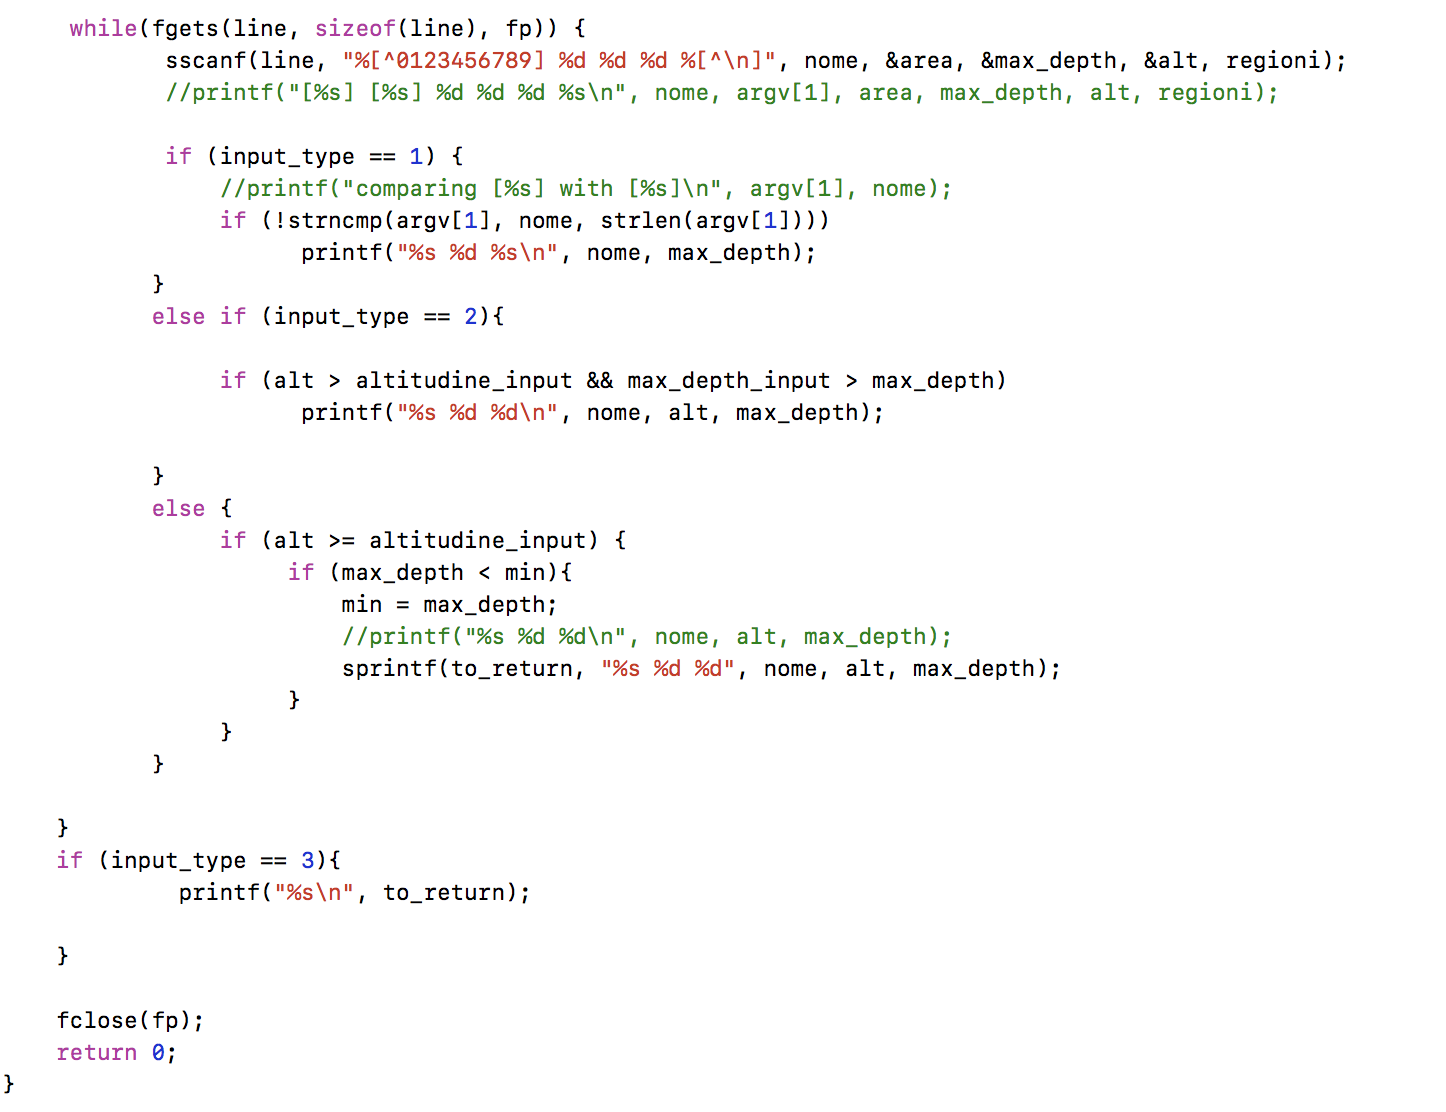 while(fgets(line, sizeof(line), fp)) {
sscanf(line, "%[^0123456789] %d %d %d %[^\n]", nome, &area, &max_depth, &alt, regioni);
//printf("[%s] [%s] %d %d %d %s\n", nome, argv[1], area, max_depth, alt, regioni);
if (input_type == 1) {
//printf("comparing [%s] with [%s]\n", argv[1], nome);
if (!strncmp(argv[1], nome, strlen(argv[1])))
printf("%s %d %s\n", nome, max_depth);
}
else if (input_type == 2){
if (alt > altitudine_input && max_depth_input > max_depth)
printf("%s %d %d\n", nome, alt, max_depth);
}
else {
if (alt >= altitudine_input) {
if (max_depth < min){
min = max_depth;
//printf("%s %d %d\n", nome, alt, max_depth);
sprintf(to_return, "%s %d %d", nome, alt, max_depth);
}
}
}
}
if (input_type == 3){
printf("%s\n", to_return);
}
fclose(fp);
return 0;
}